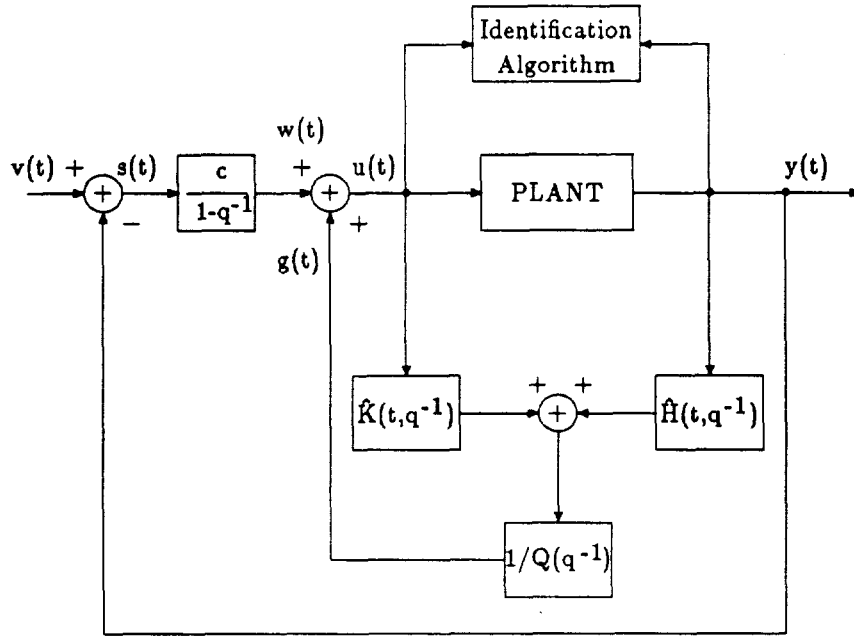 Identification
Algorithm
w(t)
v(t) + s(t) c + u(t) PLANT y(t)
+ 1-q⁻¹ +
− +
g(t)
+ +
K̂(t,q⁻¹) + Ĥ(t,q⁻¹)
1/Q(q⁻¹)